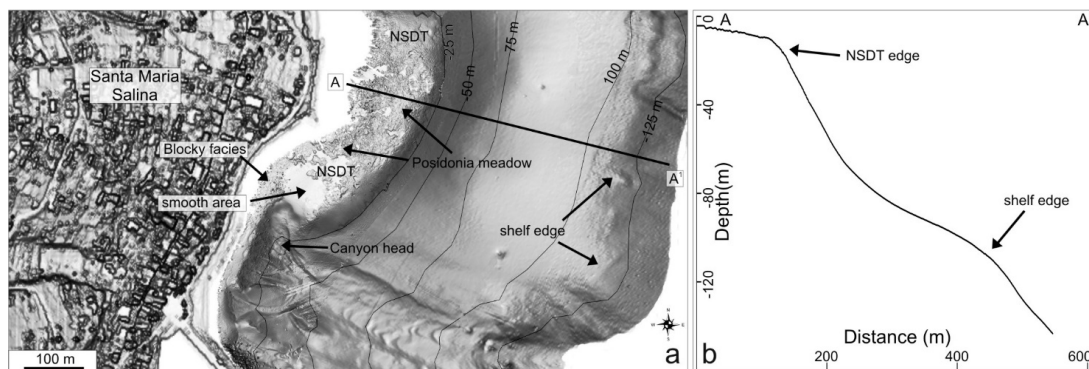 Santa Maria
Salina
NSDT
-25 m
-50 m
75 m
100 m
-125 m
A
Blocky facies
Posidonia meadow
NSDT
smooth area
A'
shelf edge
Canyon head
100 m
a
A
A
NSDT edge
-40
-80
-120
Depth(m)
shelf edge
Distance (m)
b
200
400
600